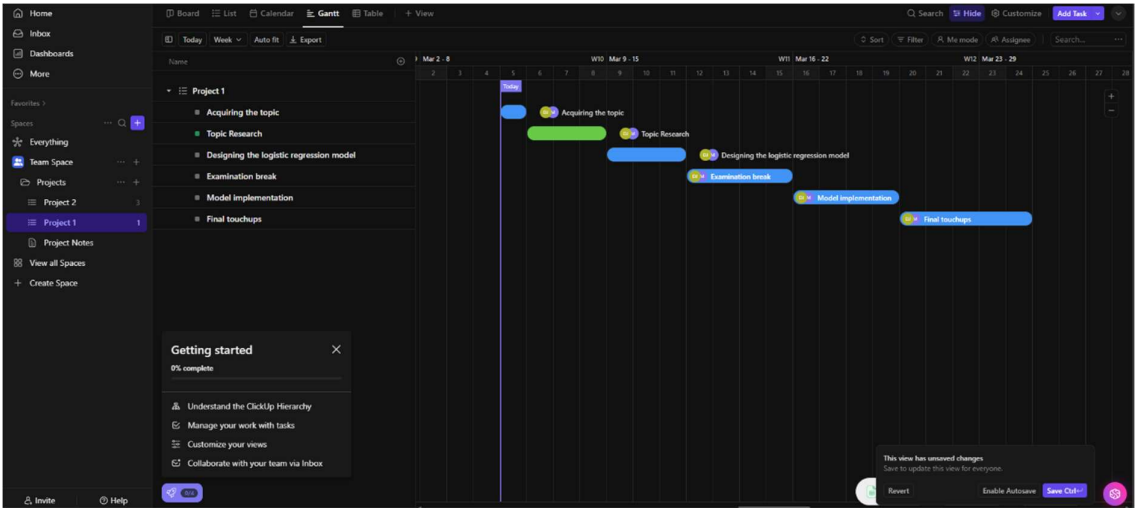 Home
Inbox
Dashboards
More
Favorites >
Spaces
Everything
Team Space
Projects
Project 2 3
Project 1 1
Project Notes
View all Spaces
+ Create Space
Invite Help
Board List Calendar Gantt Table + View
Search Hide Customize Add Task
Today Week Auto fit Export
Sort Filter Me mode Assignee Search...
Name
Project 1
Acquiring the topic
Topic Research
Designing the logistic regression model
Examination break
Model implementation
Final touchups
Mar 2 - 8 W10 Mar 9 - 15 W11 Mar 16 - 22 W12 Mar 23 - 29
2 3 4 5 6 7 8 9 10 11 12 13 14 15 16 17 18 19 20 21 22 23 24 25 26 27 28
Today
Acquiring the topic
Topic Research
Designing the logistic regression model
Examination break
Model implementation
Final touchups
Getting started
0% complete
Understand the ClickUp Hierarchy
Manage your work with tasks
Customize your views
Collaborate with your team via Inbox
0/4
This view has unsaved changes
Save to update this view for everyone.
Revert Enable Autosave Save Ctrl+↵